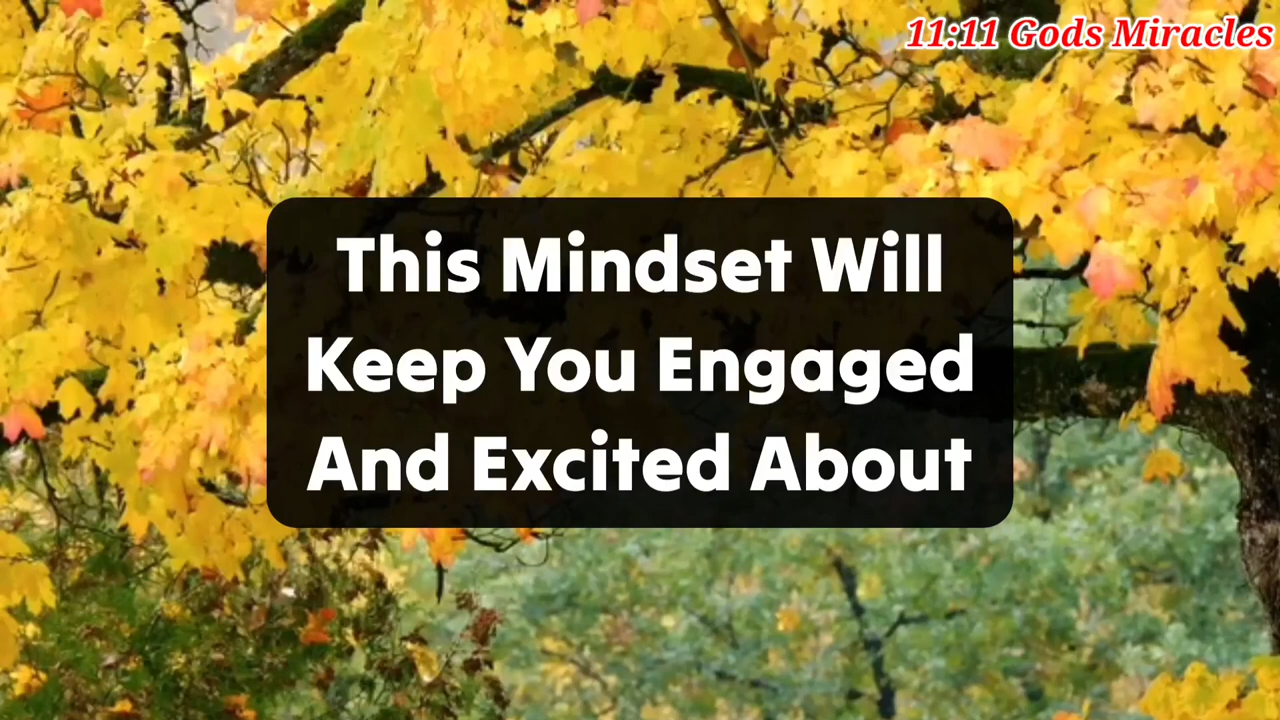 11:11 Gods Miracles
This Mindset Will
Keep You Engaged
And Excited About